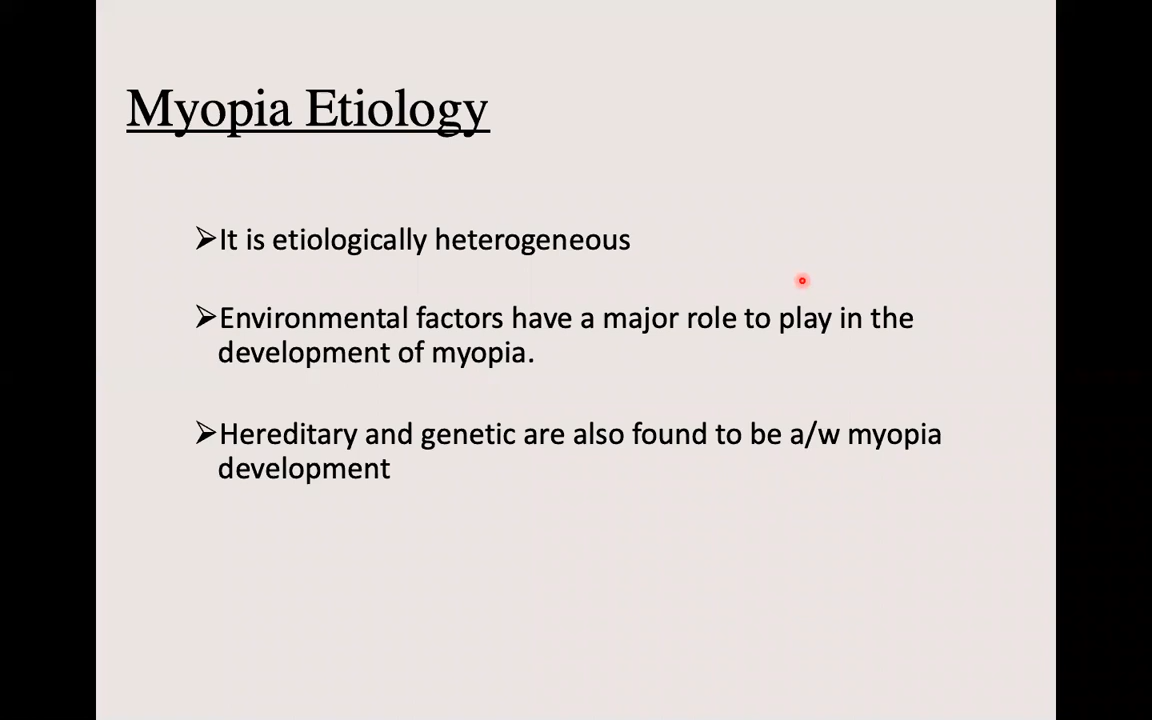 Myopia Etiology
➢It is etiologically heterogeneous
➢Environmental factors have a major role to play in the
development of myopia.
➢Hereditary and genetic are also found to be a/w myopia
development